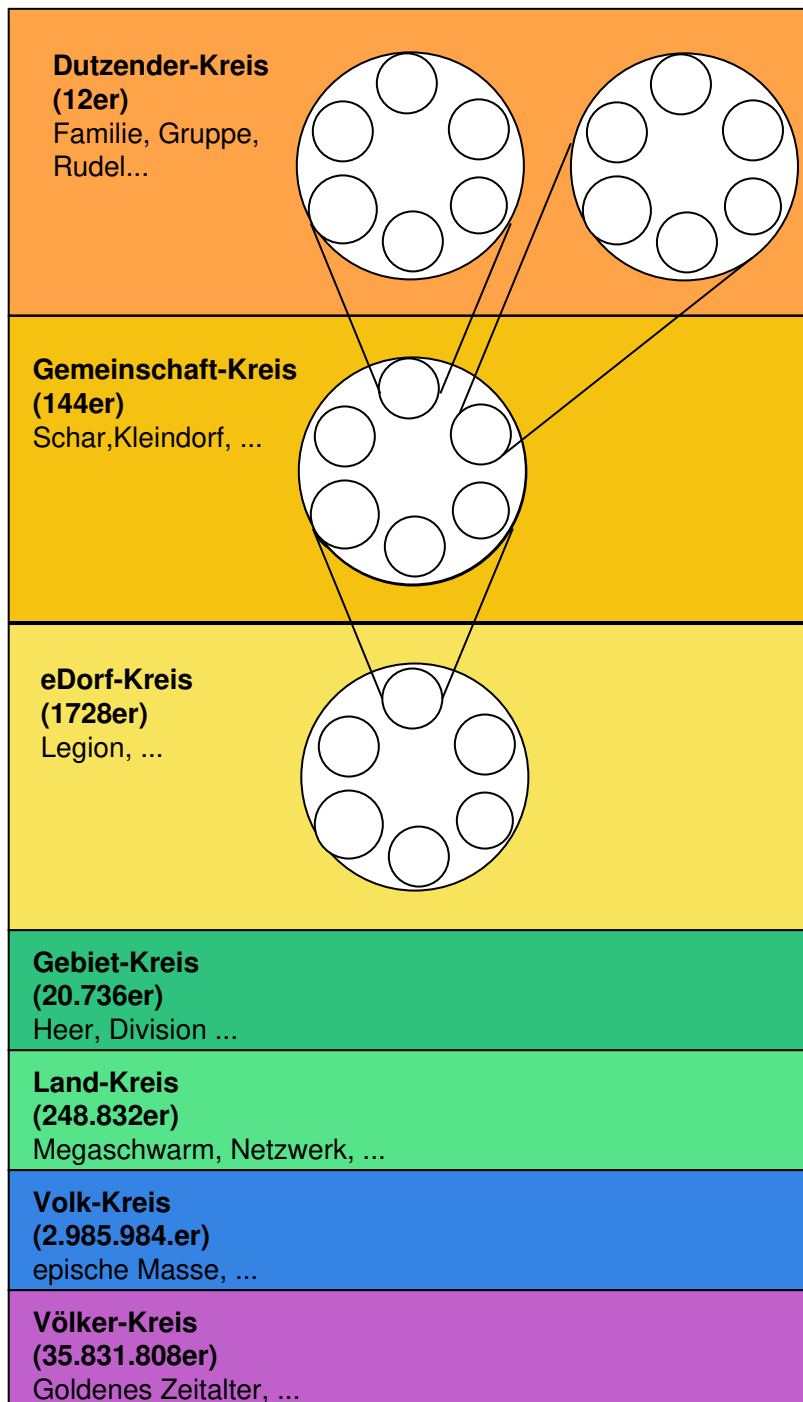 Dutzender-Kreis
(12er)
Familie, Gruppe,
Rudel...
Gemeinschaft-Kreis
(144er)
Schar,Kleindorf, ...
eDorf-Kreis
(1728er)
Legion, ...
Gebiet-Kreis
(20.736er)
Heer, Division ...
Land-Kreis
(248.832er)
Megaschwarm, Netzwerk, ...
Volk-Kreis
(2.985.984.er)
epische Masse, ...
Völker-Kreis
(35.831.808er)
Goldenes Zeitalter, ...